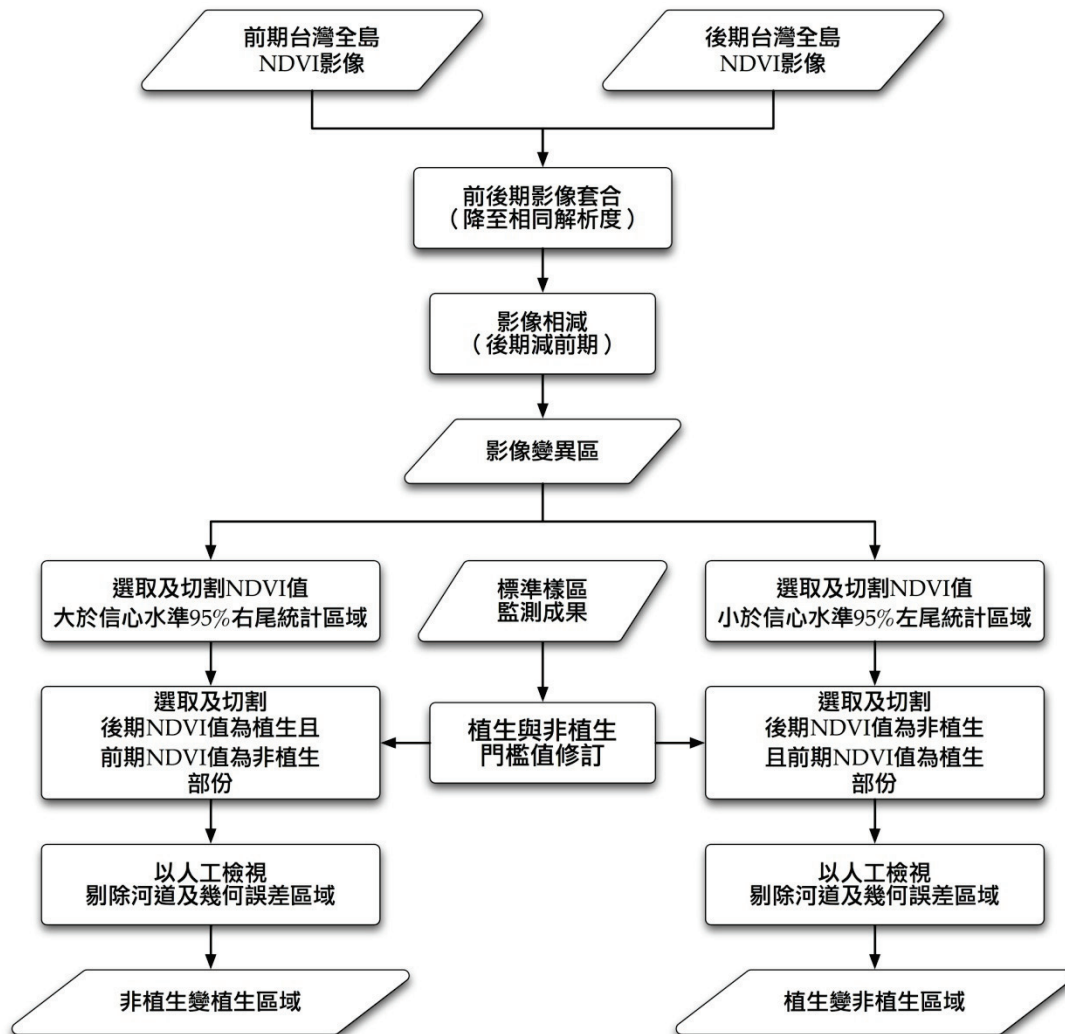 前期台灣全島
NDVI影像
後期台灣全島
NDVI影像
前後期影像套合
（降至相同解析度）
影像相減
（後期減前期）
影像變異區
選取及切割NDVI值
大於信心水準95%右尾統計區域
標準樣區
監測成果
選取及切割NDVI值
小於信心水準95%左尾統計區域
選取及切割
後期NDVI值為植生且
前期NDVI值為非植生
部份
植生與非植生
門檻值修訂
選取及切割
後期NDVI值為非植生
且前期NDVI值為植生
部份
以人工檢視
剔除河道及幾何誤差區域
以人工檢視
剔除河道及幾何誤差區域
非植生變植生區域
植生變非植生區域